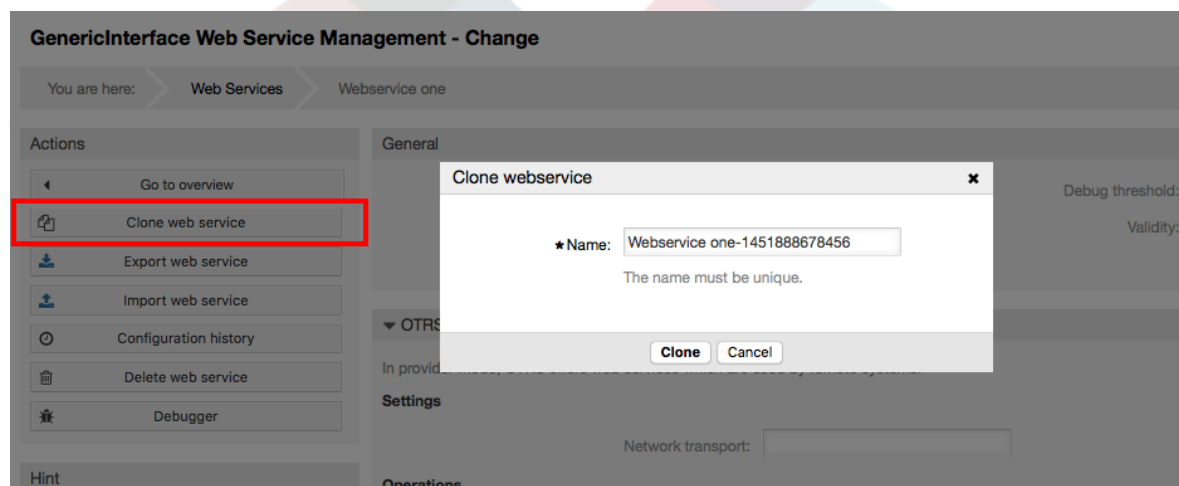 GenericInterface Web Service Management - Change
You are here:
Web Services
Webservice one
Actions
Go to overview
Clone web service
Export web service
Import web service
Configuration history
Delete web service
Debugger
Hint
General
Debug threshold:
Validity:
Clone webservice
* Name: Webservice one-1451888678456
The name must be unique.
Clone
Cancel
OTRS
In provider
Settings
Network transport:
Operations